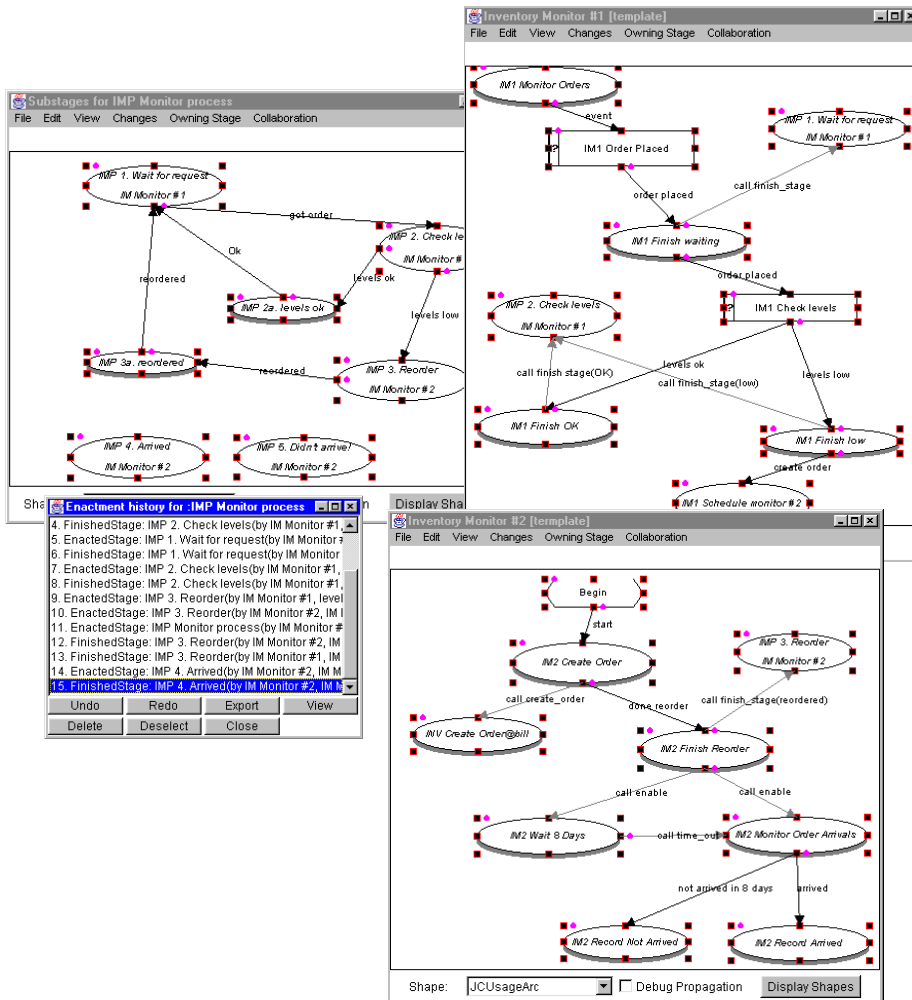 Inventory Monitor #1 [template]
File Edit View Changes Owning Stage Collaboration
IM1 Monitor Orders
event
IM1 Order Placed
?
IMP 1. Wait for request
IM Monitor #1
call finish_stage
order placed
IM1 Finish waiting
order placed
IMP 2. Check levels
IM Monitor #1
?
IM1 Check levels
levels ok
call finish stage(OK)
call finish_stage(low)
levels low
IM1 Finish OK
IM1 Finish low
create order
IM1 Schedule monitor #2
Substages for IMP Monitor process
File Edit View Changes Owning Stage Collaboration
IMP 1. Wait for request
IM Monitor #1
got order
IMP 2. Check le
IM Monitor #
Ok
reordered
levels ok
IMP 2a. levels ok
levels low
IMP 3a. reordered
reordered
IMP 3. Reorder
IM Monitor #2
IMP 4. Arrived
IM Monitor #2
IMP 5. Didn't arrive!
IM Monitor #2
Display Sha
Enactment history for :IMP Monitor process
4. FinishedStage: IMP 2. Check levels(by IM Monitor #1,
5. EnactedStage: IMP 1. Wait for request(by IM Monitor #
6. FinishedStage: IMP 1. Wait for request(by IM Monitor
7. EnactedStage: IMP 2. Check levels(by IM Monitor #1,
8. FinishedStage: IMP 2. Check levels(by IM Monitor #1,
9. EnactedStage: IMP 3. Reorder(by IM Monitor #1, level
10. EnactedStage: IMP 3. Reorder(by IM Monitor #2, IM I
11. EnactedStage: IMP Monitor process(by IM Monitor #
12. FinishedStage: IMP 3. Reorder(by IM Monitor #2, IM
13. FinishedStage: IMP 3. Reorder(by IM Monitor #1, IM
14. EnactedStage: IMP 4. Arrived(by IM Monitor #2, IM M
15. FinishedStage: IMP 4. Arrived(by IM Monitor #2, IM M
Undo Redo Export View
Delete Deselect Close
Inventory Monitor #2 [template]
File Edit View Changes Owning Stage Collaboration
Begin
start
IM2 Create Order
IMP 3. Reorder
IM Monitor #2
call create_order
done reorder
call finish_stage(reordered)
INV Create Order@bill
IM2 Finish Reorder
call enable
call enable
IM2 Wait 8 Days
call time_out
IM2 Monitor Order Arrivals
not arrived in 8 days
arrived
IM2 Record Not Arrived
IM2 Record Arrived
Shape: JCUsageArc Debug Propagation Display Shapes